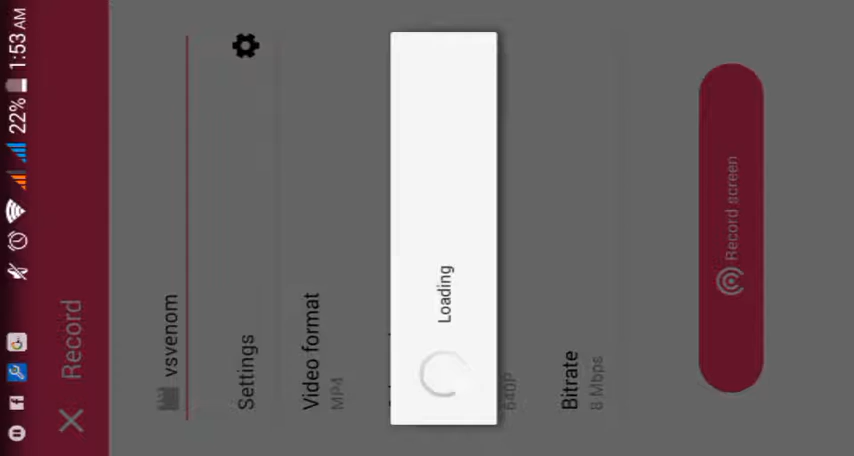 22% 1:53 AM
Record
vsvenom
Settings
Video format
MP4
Loading
640P
Bitrate
8 Mbps
Record screen